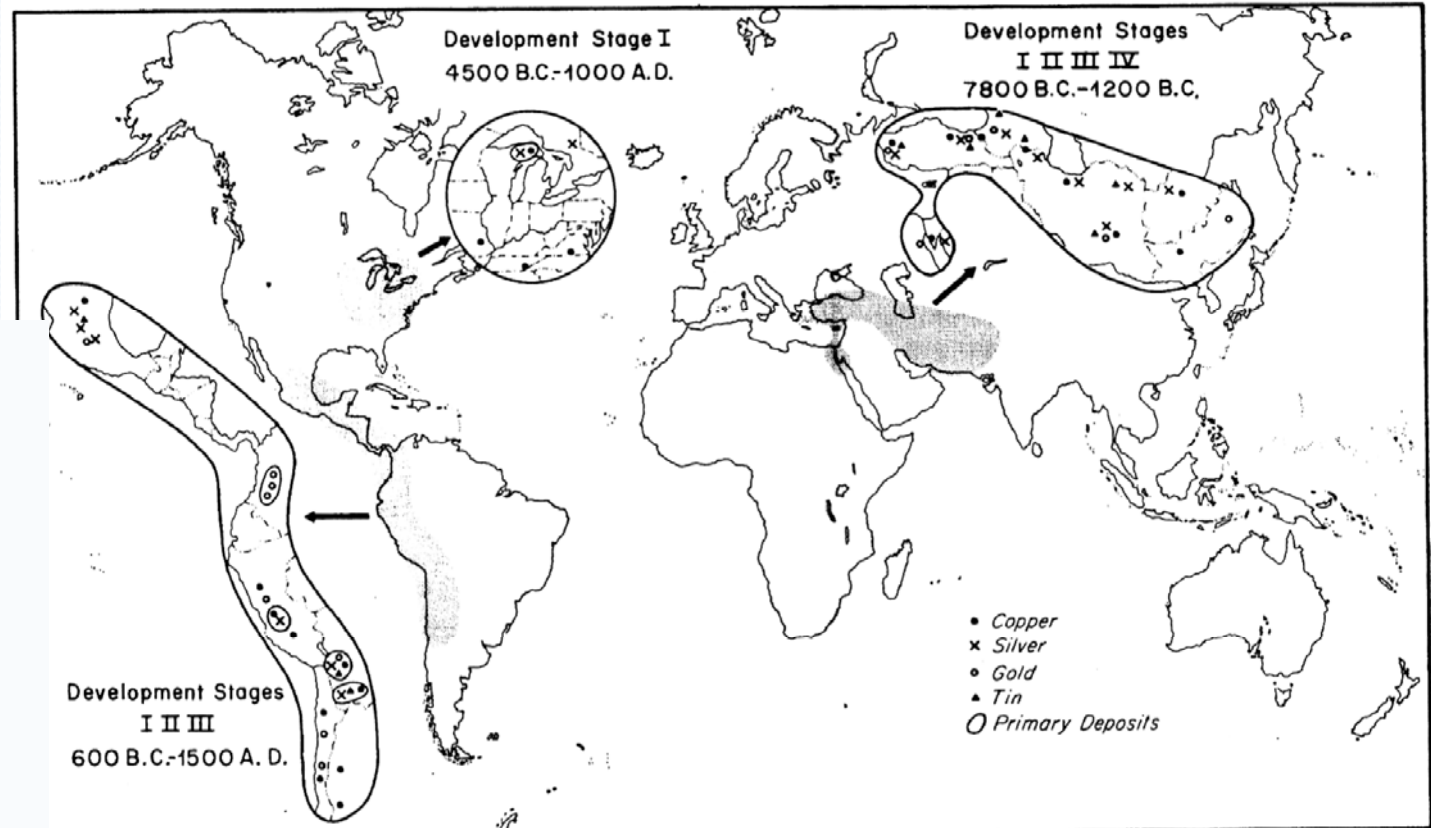 Development Stage I
4500 B.C.-1000 A.D.
Development Stages
I II III IV
7800 B.C.-1200 B.C.
Development Stages
I II III
600 B.C.-1500 A.D.
Copper
Silver
Gold
Tin
Primary Deposits